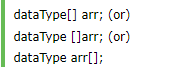 dataType[] arr; (or)
dataType []arr; (or)
dataType arr[];